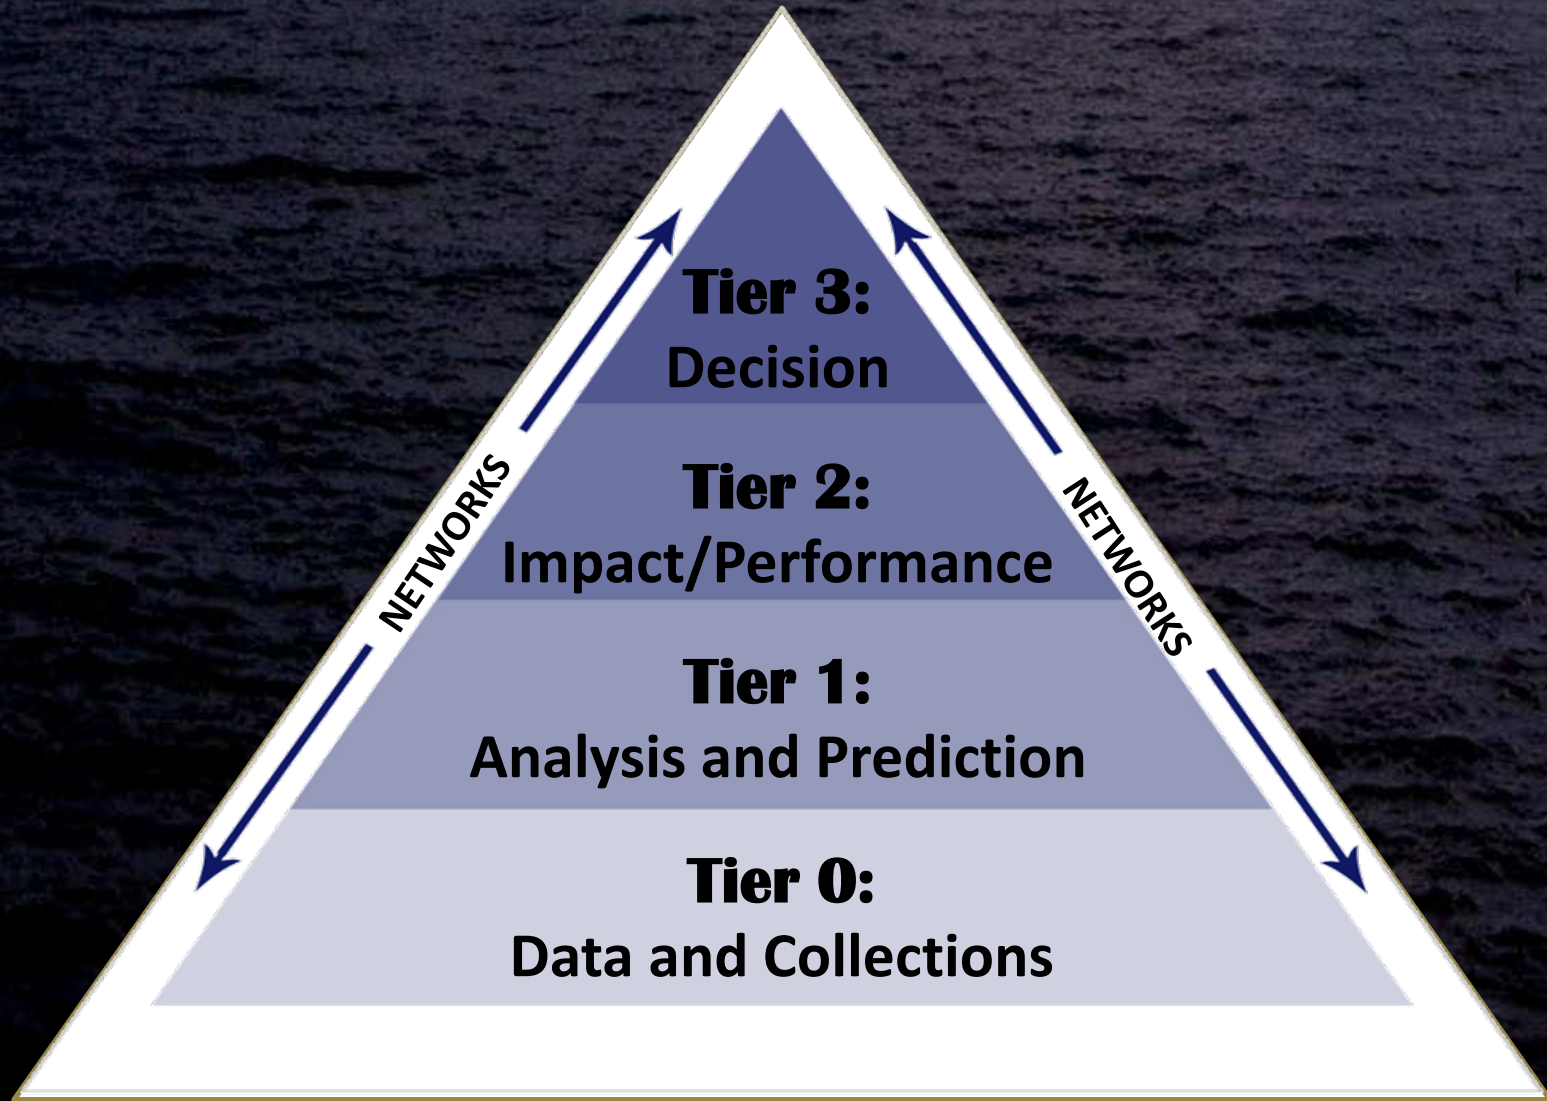 Tier 3:
Decision
NETWORKS
Tier 2:
Impact/Performance
NETWORKS
Tier 1:
Analysis and Prediction
Tier 0:
Data and Collections